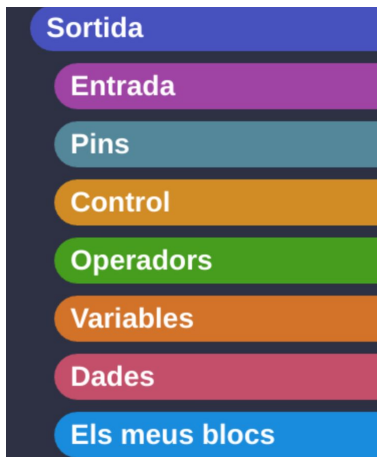 Sortida
Entrada
Pins
Control
Operadors
Variables
Dades
Els meus blocs